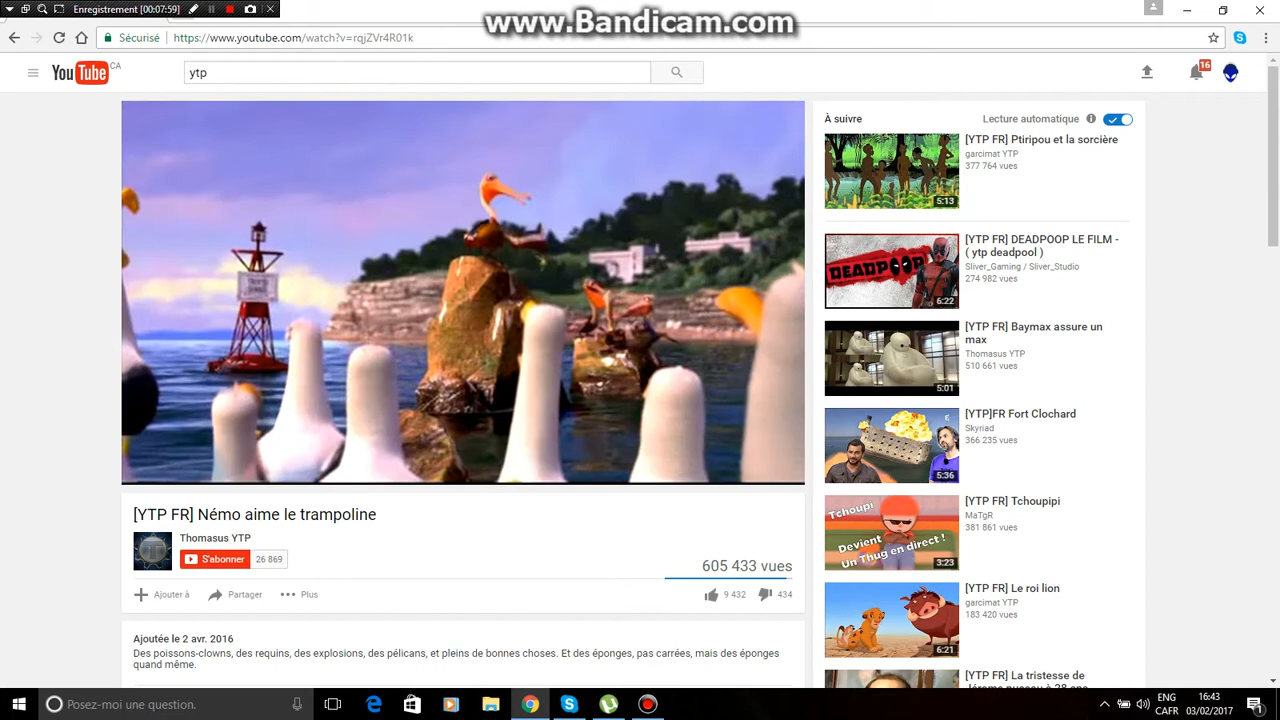 Enregistrement [00:07:59]
www.Bandicam.com
Sécurisé https://www.youtube.com/watch?v=rqjZVr4R01k
YouTube CA
ytp
16
À suivre
Lecture automatique
[YTP FR] Ptiripou et la sorcière
garcimat YTP
377 764 vues
5:13
[YTP FR] DEADPOOP LE FILM -
( ytp deadpool )
Sliver_Gaming / Sliver_Studio
274 982 vues
DEADPOOP
6:22
[YTP FR] Baymax assure un
max
Thomasus YTP
510 661 vues
5:01
[YTP]FR Fort Clochard
Skyriad
366 235 vues
5:36
[YTP FR] Tchoupipi
MaTgR
381 861 vues
Tchoupi
Devient
Un Thug en direct !
3:23
[YTP FR] Le roi lion
garcimat YTP
183 420 vues
6:21
[YTP FR] La tristesse de
[YTP FR] Némo aime le trampoline
Thomasus YTP
S'abonner 26 869
605 433 vues
Ajouter à Partager Plus
9 432 434
Ajoutée le 2 avr. 2016
Des poissons-clowns, des requins, des explosions, des pélicans, et pleins de bonnes choses. Et des éponges, pas carrées, mais des éponges
quand même.
Posez-moi une question.
ENG
CAFR
16:43
03/02/2017
1